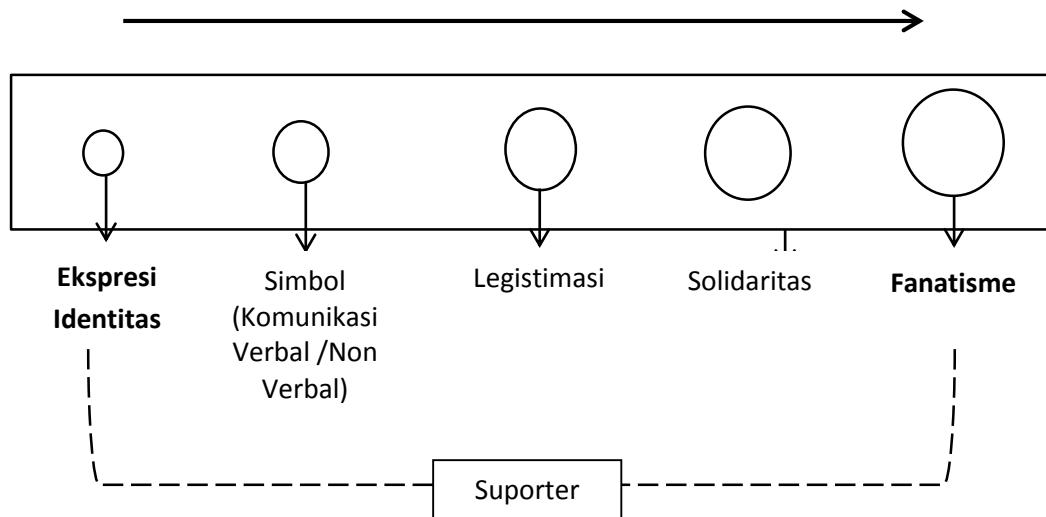 Ekspresi
Identitas
Simbol
(Komunikasi
Verbal /Non
Verbal)
Legistimasi
Solidaritas
Fanatisme
Suporter